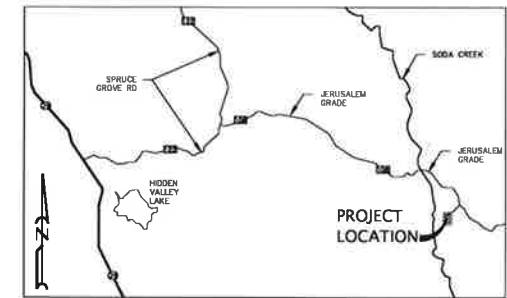 SODA CREEK
SPRUCE
GROVE RD
JERUSALEM
GRADE
JERUSALEM
GRADE
HIDDEN
VALLEY
LAKE
PROJECT
LOCATION